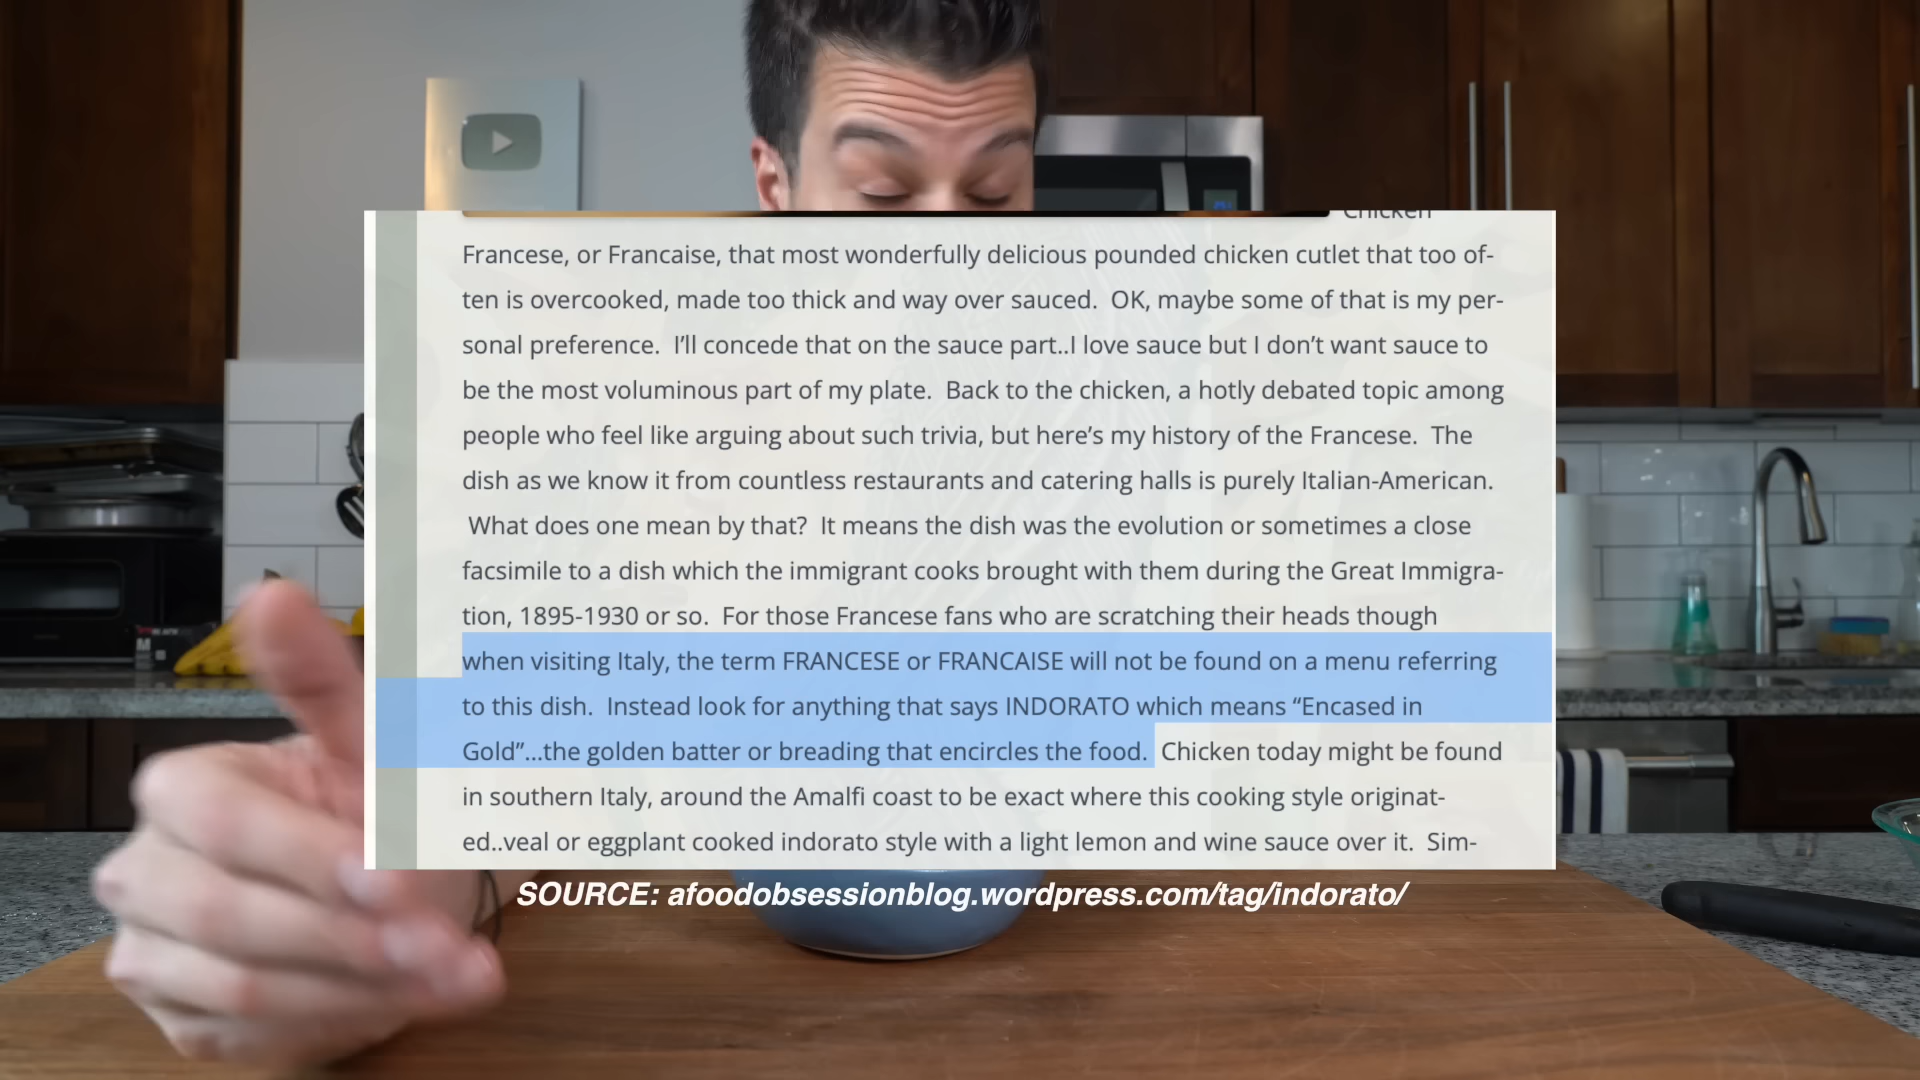 Chicken
Francese, or Francaise, that most wonderfully delicious pounded chicken cutlet that too of-
ten is overcooked, made too thick and way over sauced.  OK, maybe some of that is my per-
sonal preference.  I'll concede that on the sauce part..I love sauce but I don't want sauce to
be the most voluminous part of my plate.  Back to the chicken, a hotly debated topic among
people who feel like arguing about such trivia, but here's my history of the Francese.  The
dish as we know it from countless restaurants and catering halls is purely Italian-American.
What does one mean by that?  It means the dish was the evolution or sometimes a close
facsimile to a dish which the immigrant cooks brought with them during the Great Immigra-
tion, 1895-1930 or so.  For those Francese fans who are scratching their heads though
when visiting Italy, the term FRANCESE or FRANCAISE will not be found on a menu referring
to this dish.  Instead look for anything that says INDORATO which means “Encased in
Gold”...the golden batter or breading that encircles the food.  Chicken today might be found
in southern Italy, around the Amalfi coast to be exact where this cooking style originat-
ed..veal or eggplant cooked indorato style with a light lemon and wine sauce over it.  Sim-
SOURCE: afoodobsessionblog.wordpress.com/tag/indorato/